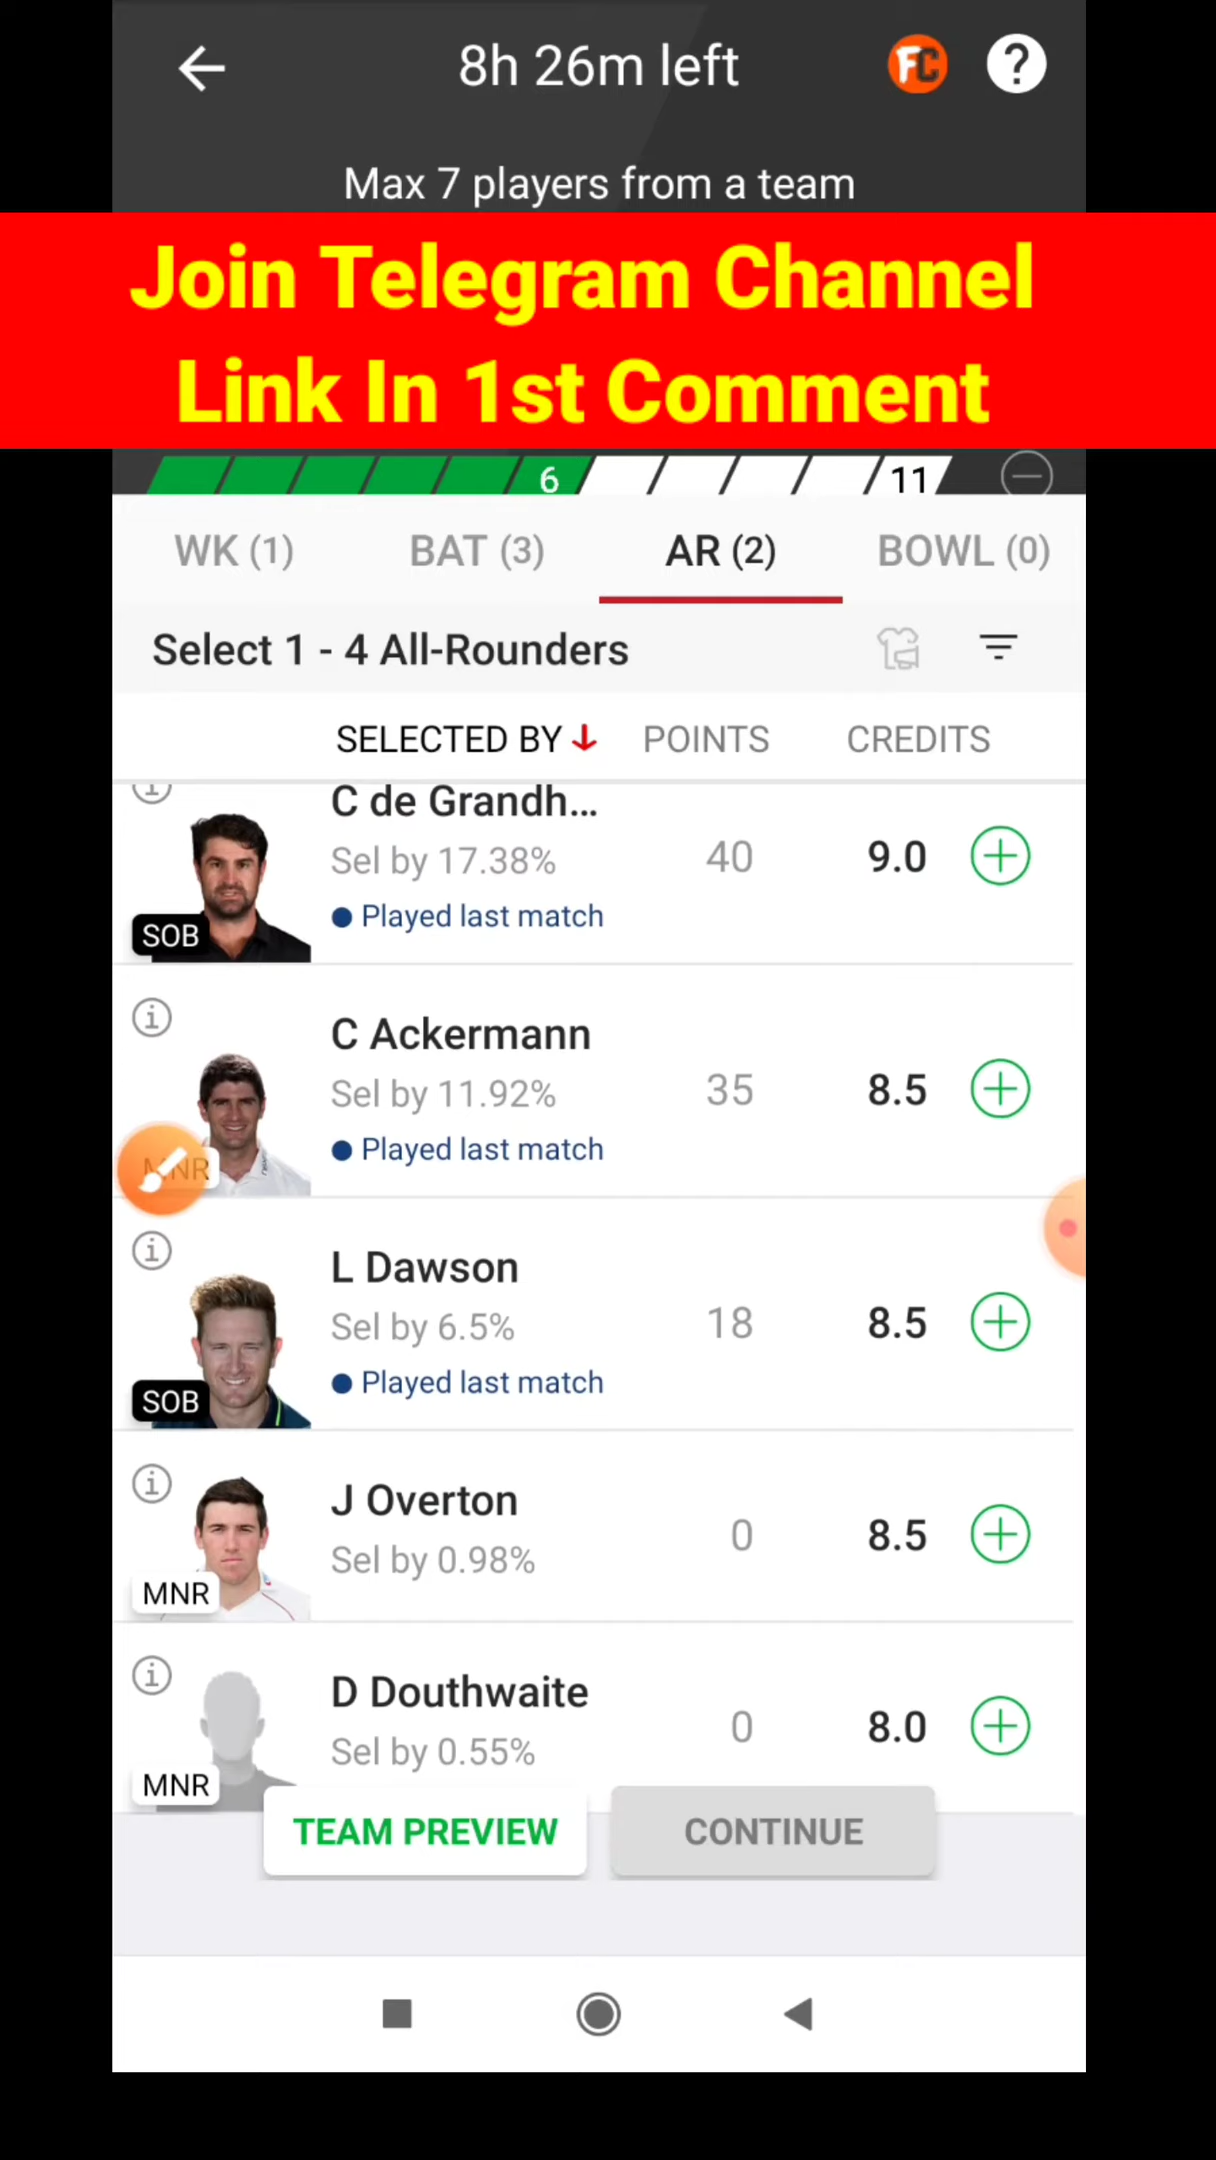 8h 26m left
FC
?
Max 7 players from a team
Join Telegram Channel
Link In 1st Comment
6
11
WK (1)
BAT (3)
AR (2)
BOWL (0)
Select 1 - 4 All-Rounders
SELECTED BY
POINTS
CREDITS
C de Grandh...
Sel by 17.38%
40
9.0
Played last match
SOB
C Ackermann
Sel by 11.92%
35
8.5
Played last match
MNR
L Dawson
Sel by 6.5%
18
8.5
Played last match
SOB
J Overton
Sel by 0.98%
0
8.5
MNR
D Douthwaite
Sel by 0.55%
0
8.0
MNR
TEAM PREVIEW
CONTINUE